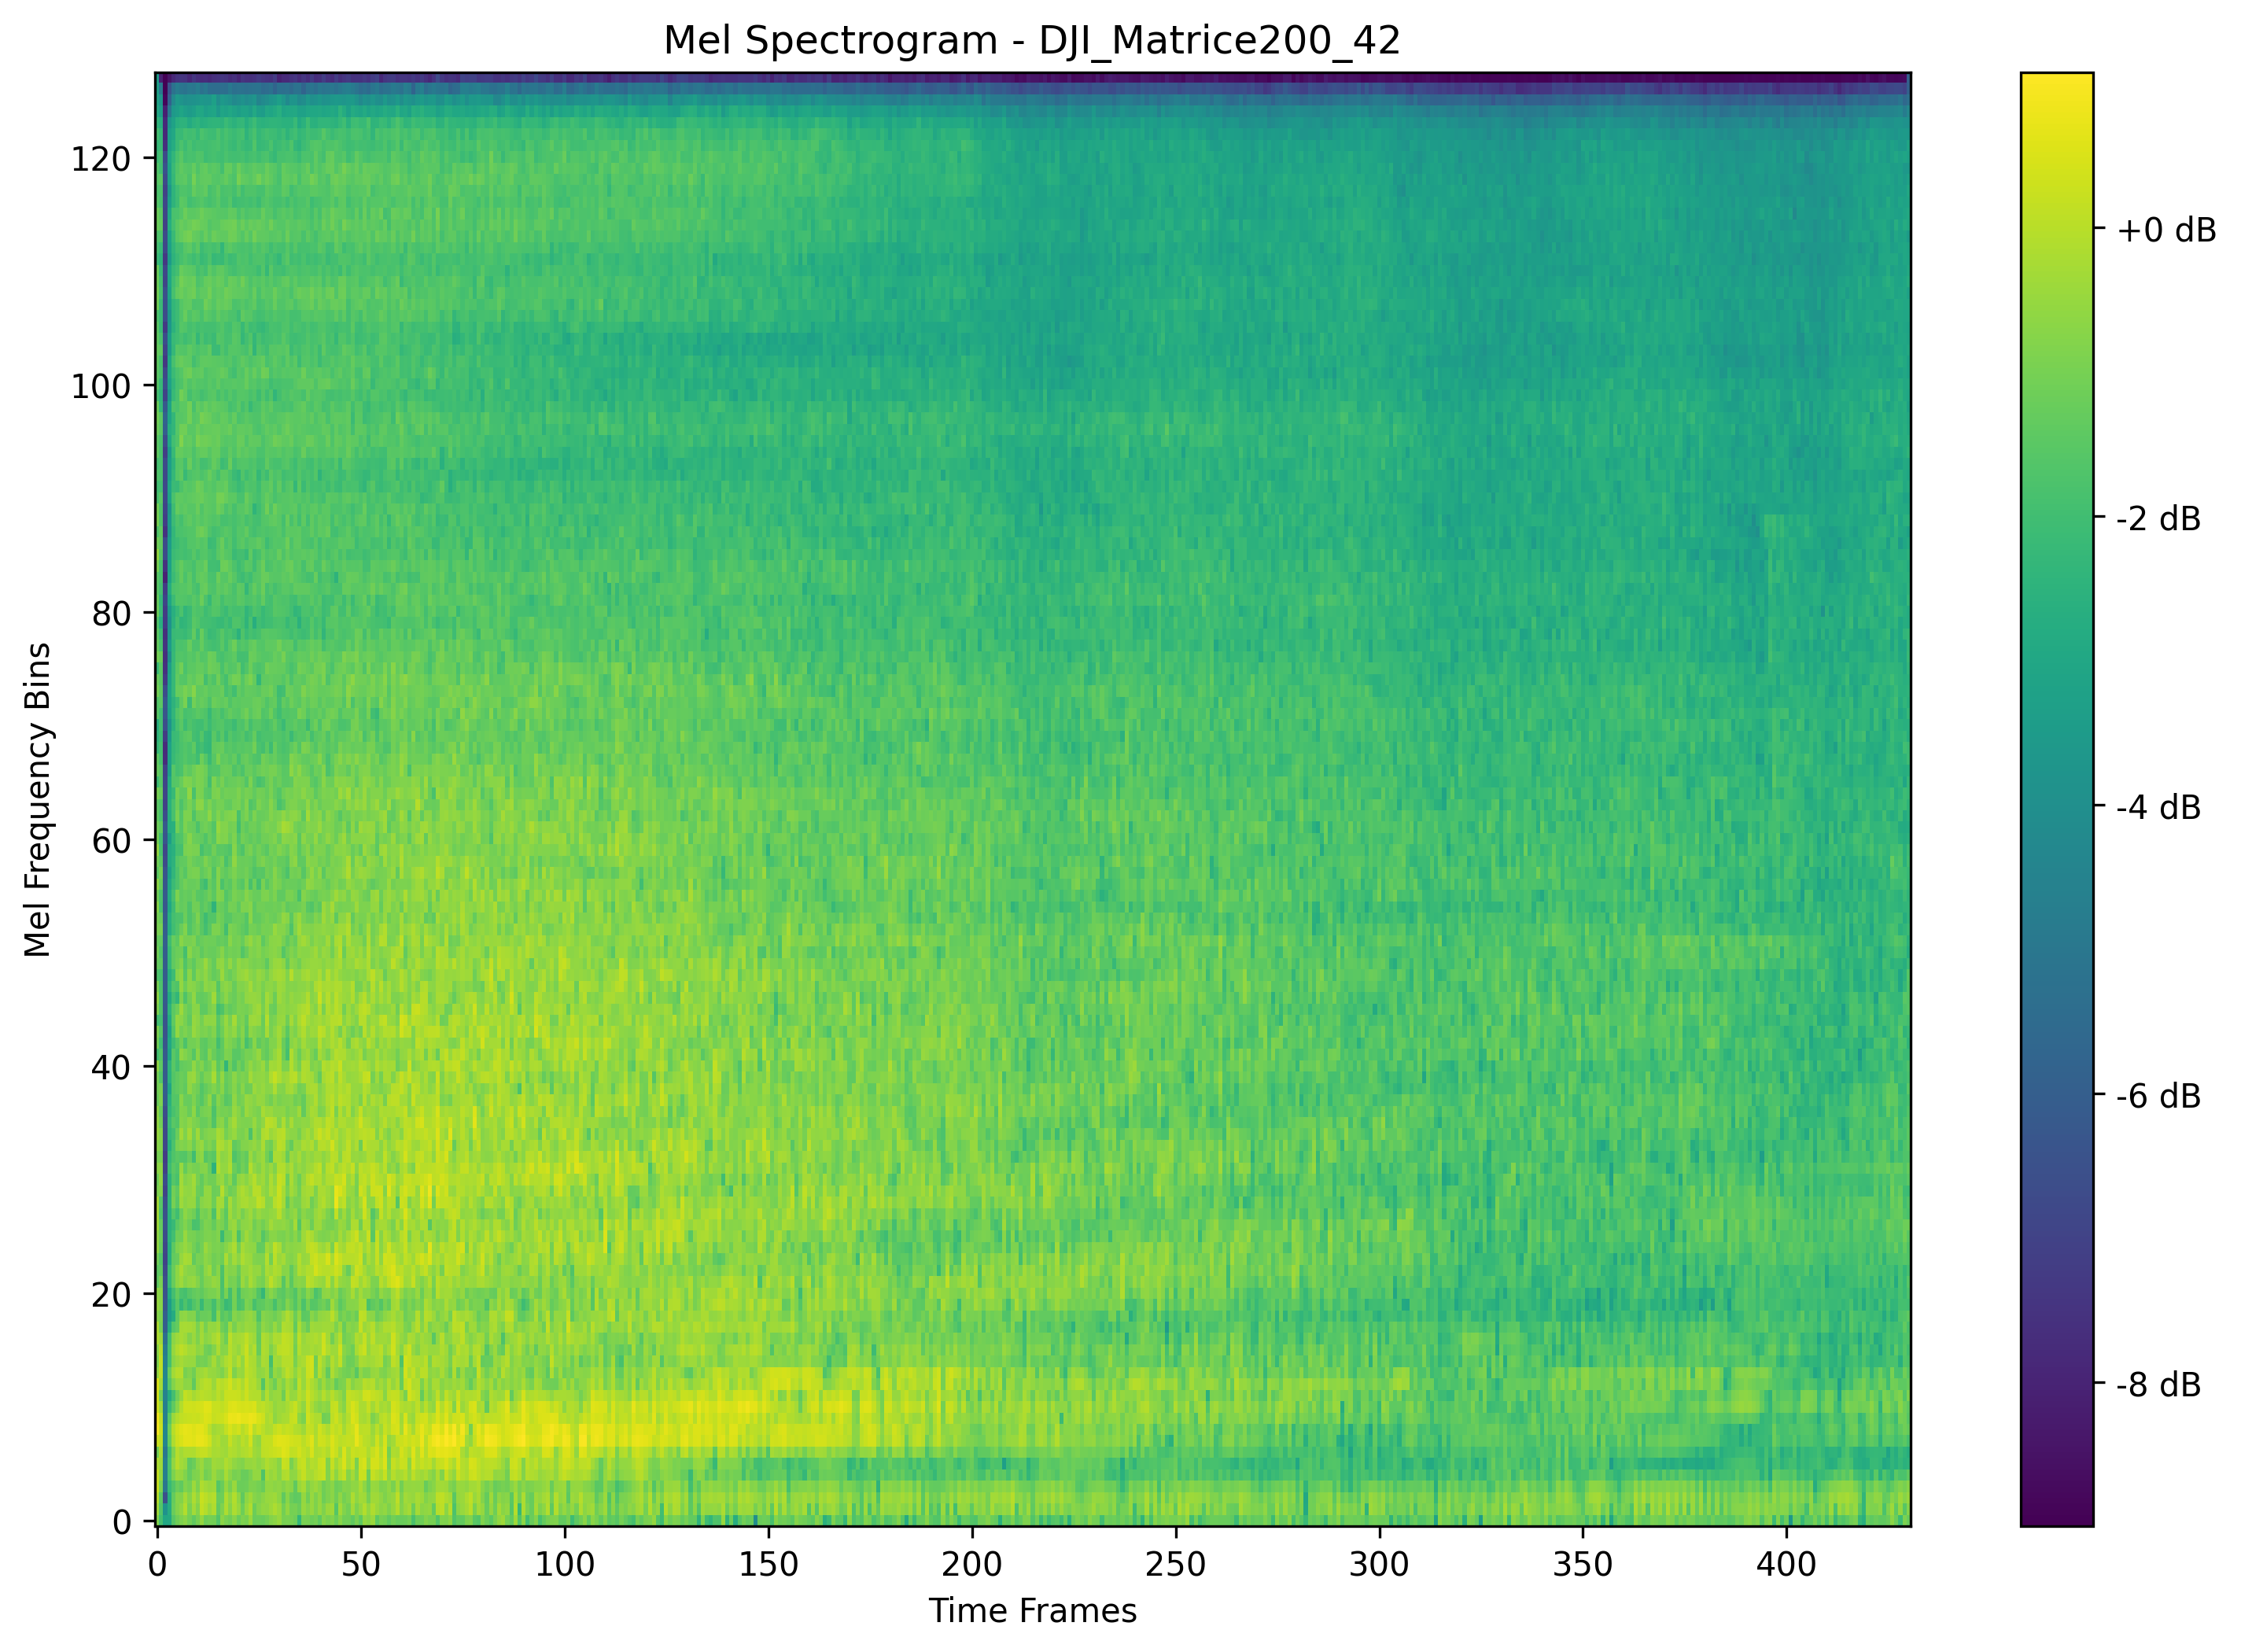 Mel Spectrogram - DJI_Matrice200_42
120
100
80
60
40
20
0
Mel Frequency Bins
0 50 100 150 200 250 300 350 400
Time Frames
+0 dB
-2 dB
-4 dB
-6 dB
-8 dB